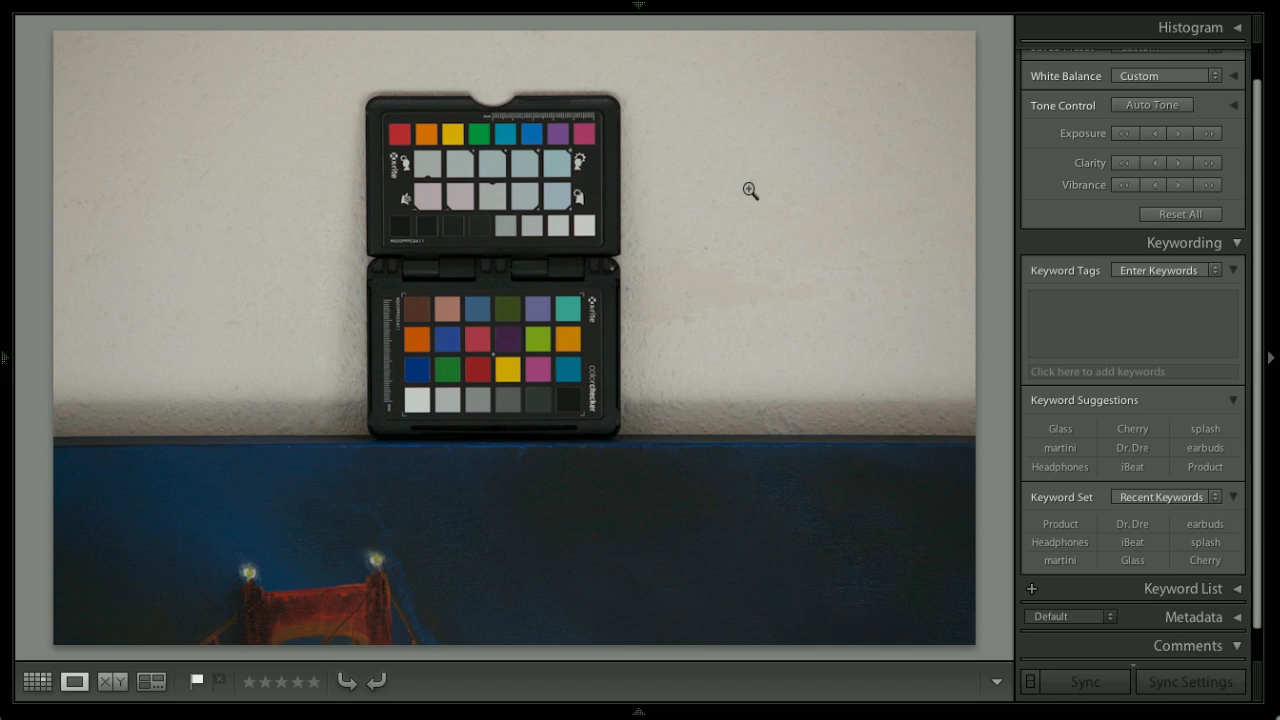 Histogram
White Balance Custom
Tone Control Auto Tone
Exposure
Clarity
Vibrance
Reset All
Keywording
Keyword Tags Enter Keywords
Click here to add keywords
Keyword Suggestions
Glass Cherry splash
martini Dr. Dre earbuds
Headphones iBeat Product
Keyword Set Recent Keywords
Product Dr. Dre earbuds
Headphones iBeat splash
martini Glass Cherry
Keyword List
Default Metadata
Comments
Sync Sync Settings
x-rite
x-rite
colorchecker
X Y